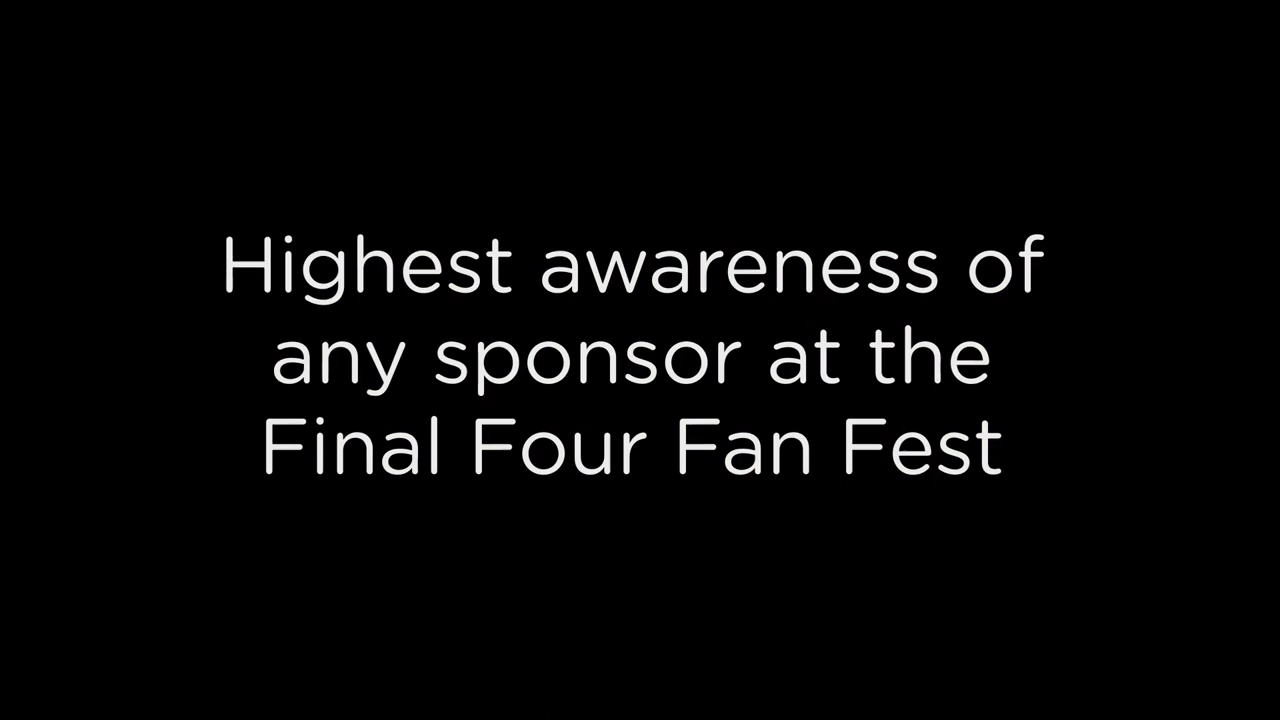 Highest awareness of
any sponsor at the
Final Four Fan Fest